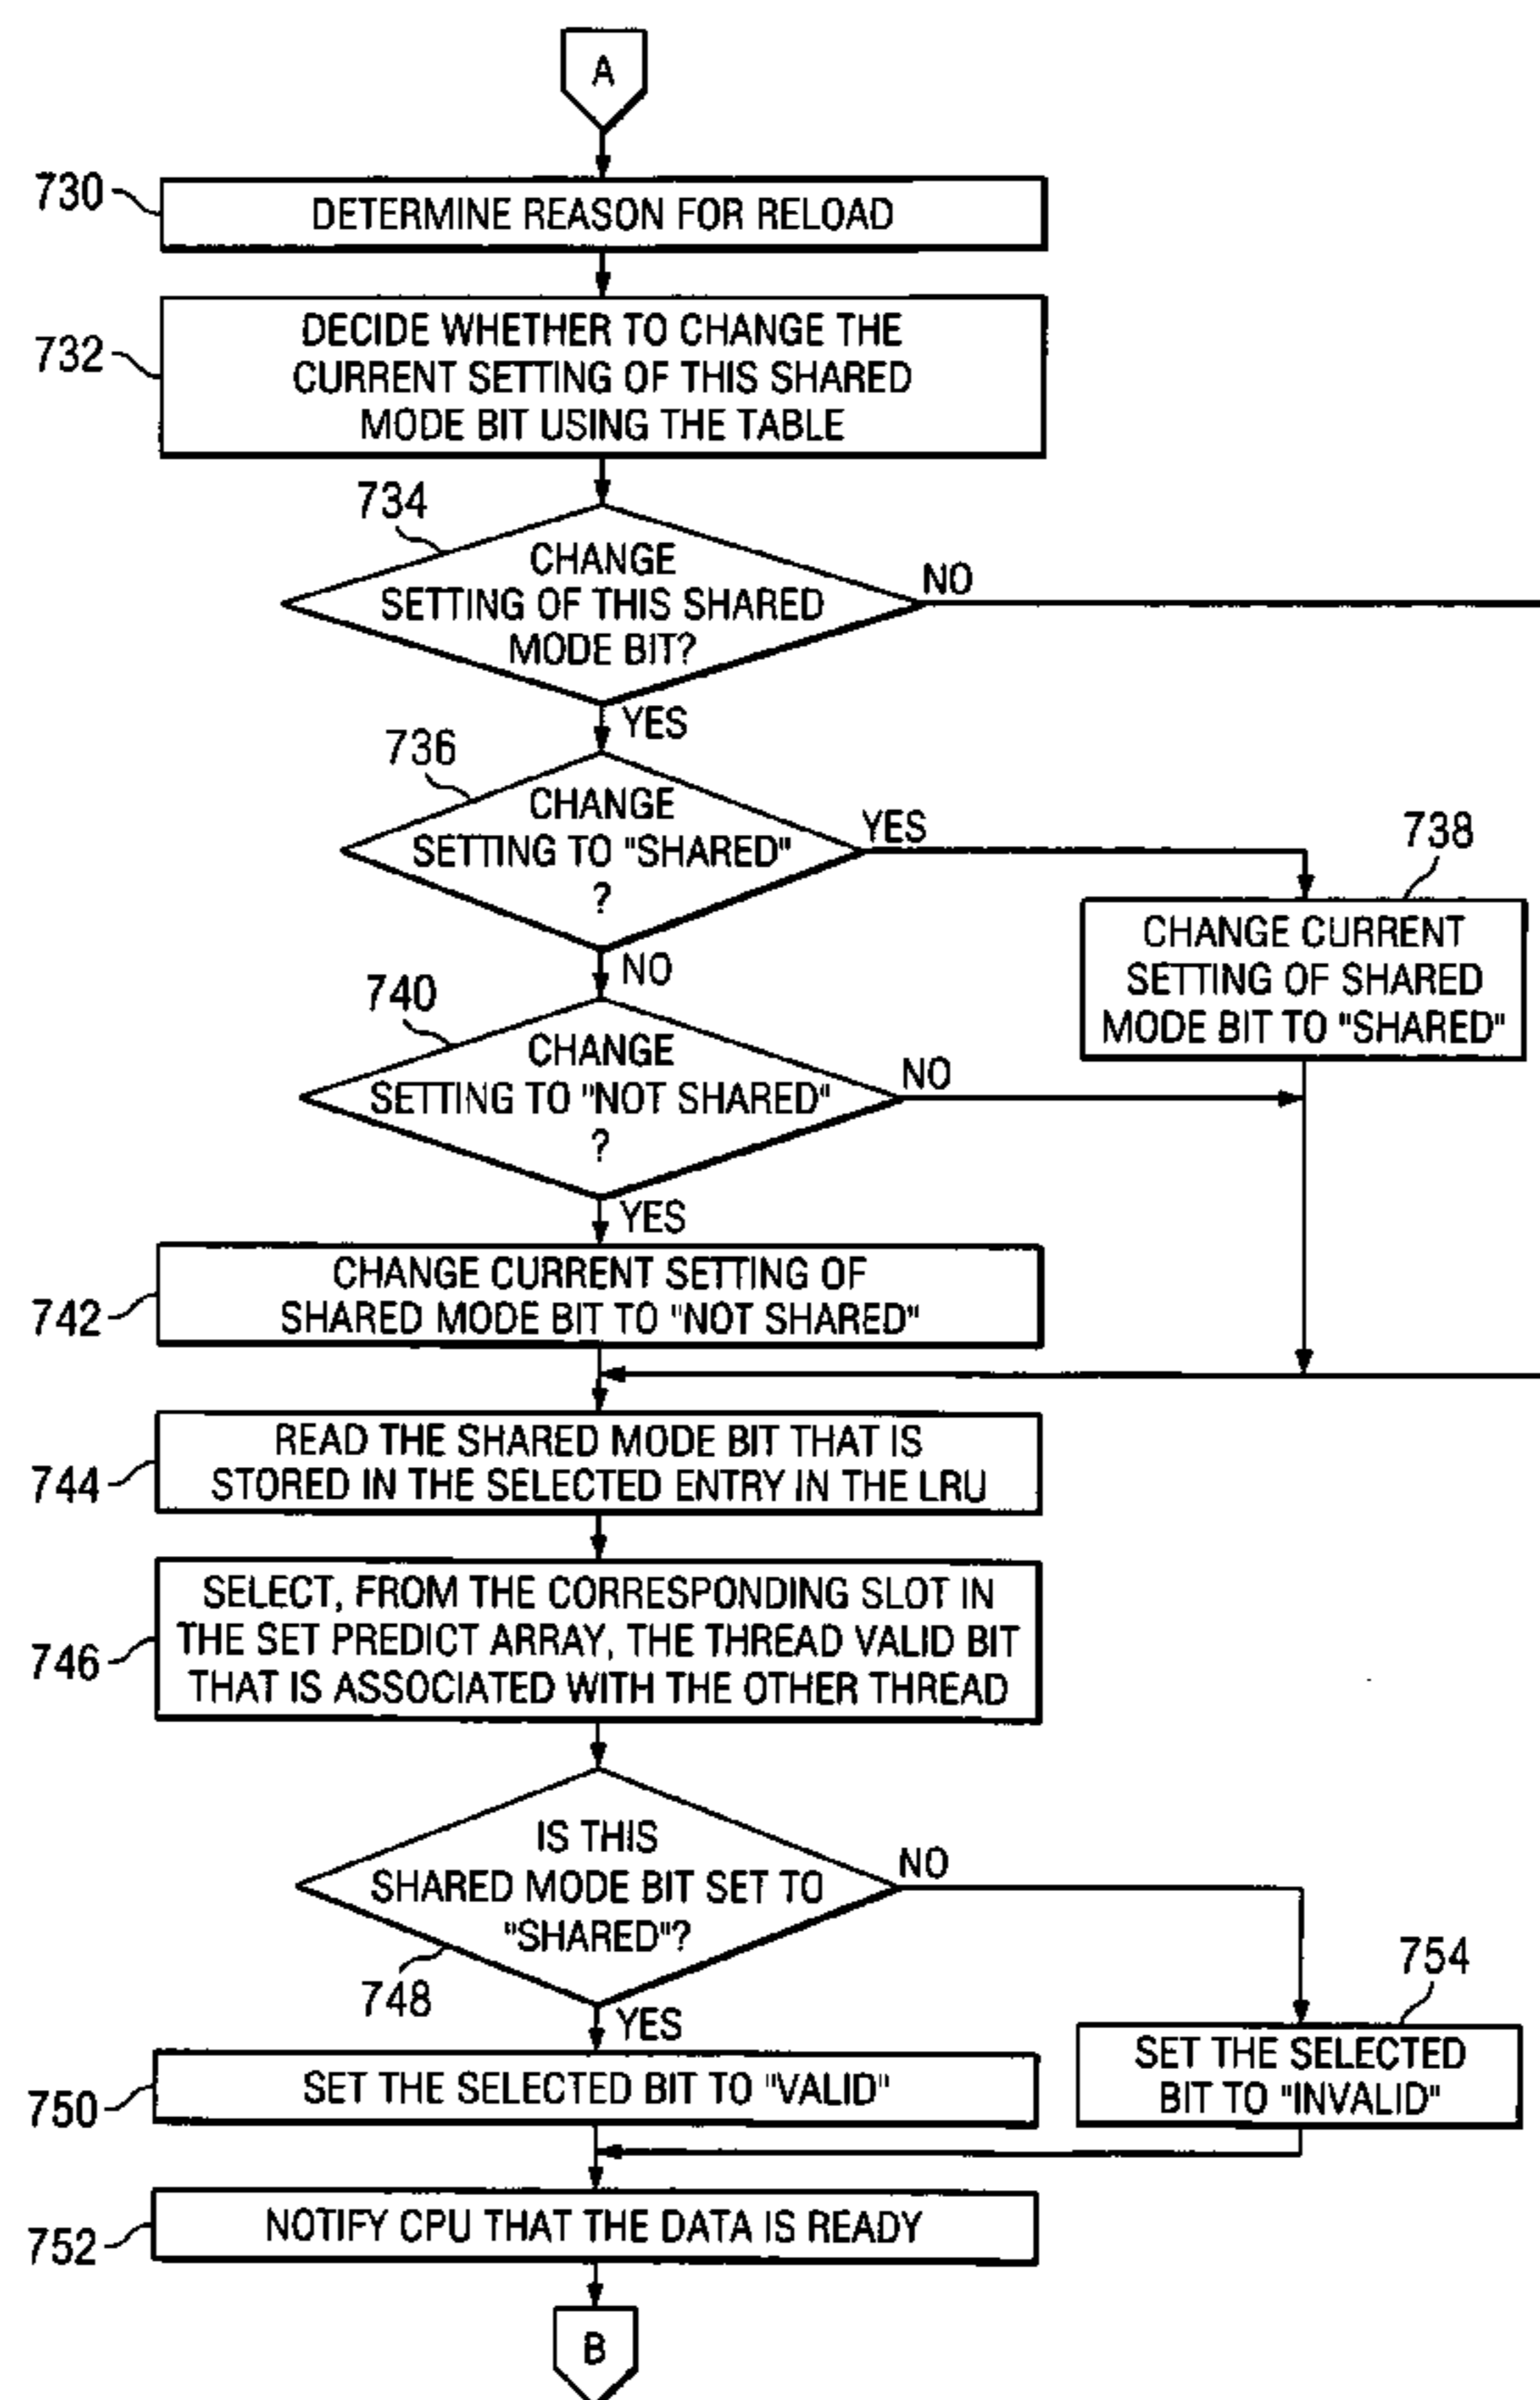 A
730
DETERMINE REASON FOR RELOAD
732
DECIDE WHETHER TO CHANGE THE
CURRENT SETTING OF THIS SHARED
MODE BIT USING THE TABLE
734
CHANGE
SETTING OF THIS SHARED
MODE BIT?
NO
YES
736
CHANGE
SETTING TO "SHARED"
?
YES
738
CHANGE CURRENT
SETTING OF SHARED
MODE BIT TO "SHARED"
NO
740
CHANGE
SETTING TO "NOT SHARED"
?
NO
YES
742
CHANGE CURRENT SETTING OF
SHARED MODE BIT TO "NOT SHARED"
744
READ THE SHARED MODE BIT THAT IS
STORED IN THE SELECTED ENTRY IN THE LRU
746
SELECT, FROM THE CORRESPONDING SLOT IN
THE SET PREDICT ARRAY, THE THREAD VALID BIT
THAT IS ASSOCIATED WITH THE OTHER THREAD
IS THIS
SHARED MODE BIT SET TO
"SHARED"?
748
NO
754
SET THE SELECTED
BIT TO "INVALID"
YES
750
SET THE SELECTED BIT TO "VALID"
752
NOTIFY CPU THAT THE DATA IS READY
B